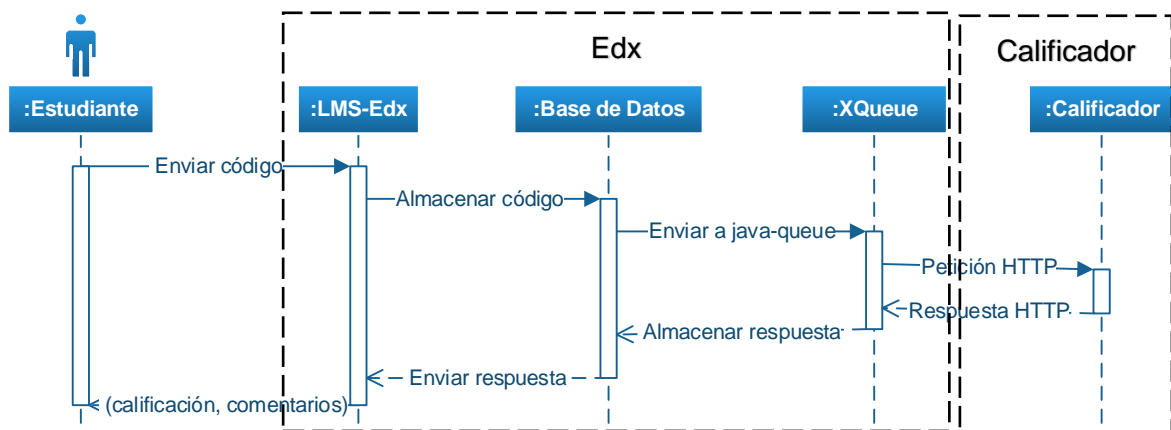 Edx
Calificador
:Estudiante
:LMS-Edx
:Base de Datos
:XQueue
:Calificador
Enviar código
Almacenar código
Enviar a java-queue
Petición HTTP
Respuesta HTTP
Almacenar respuesta
Enviar respuesta
(calificación, comentarios)